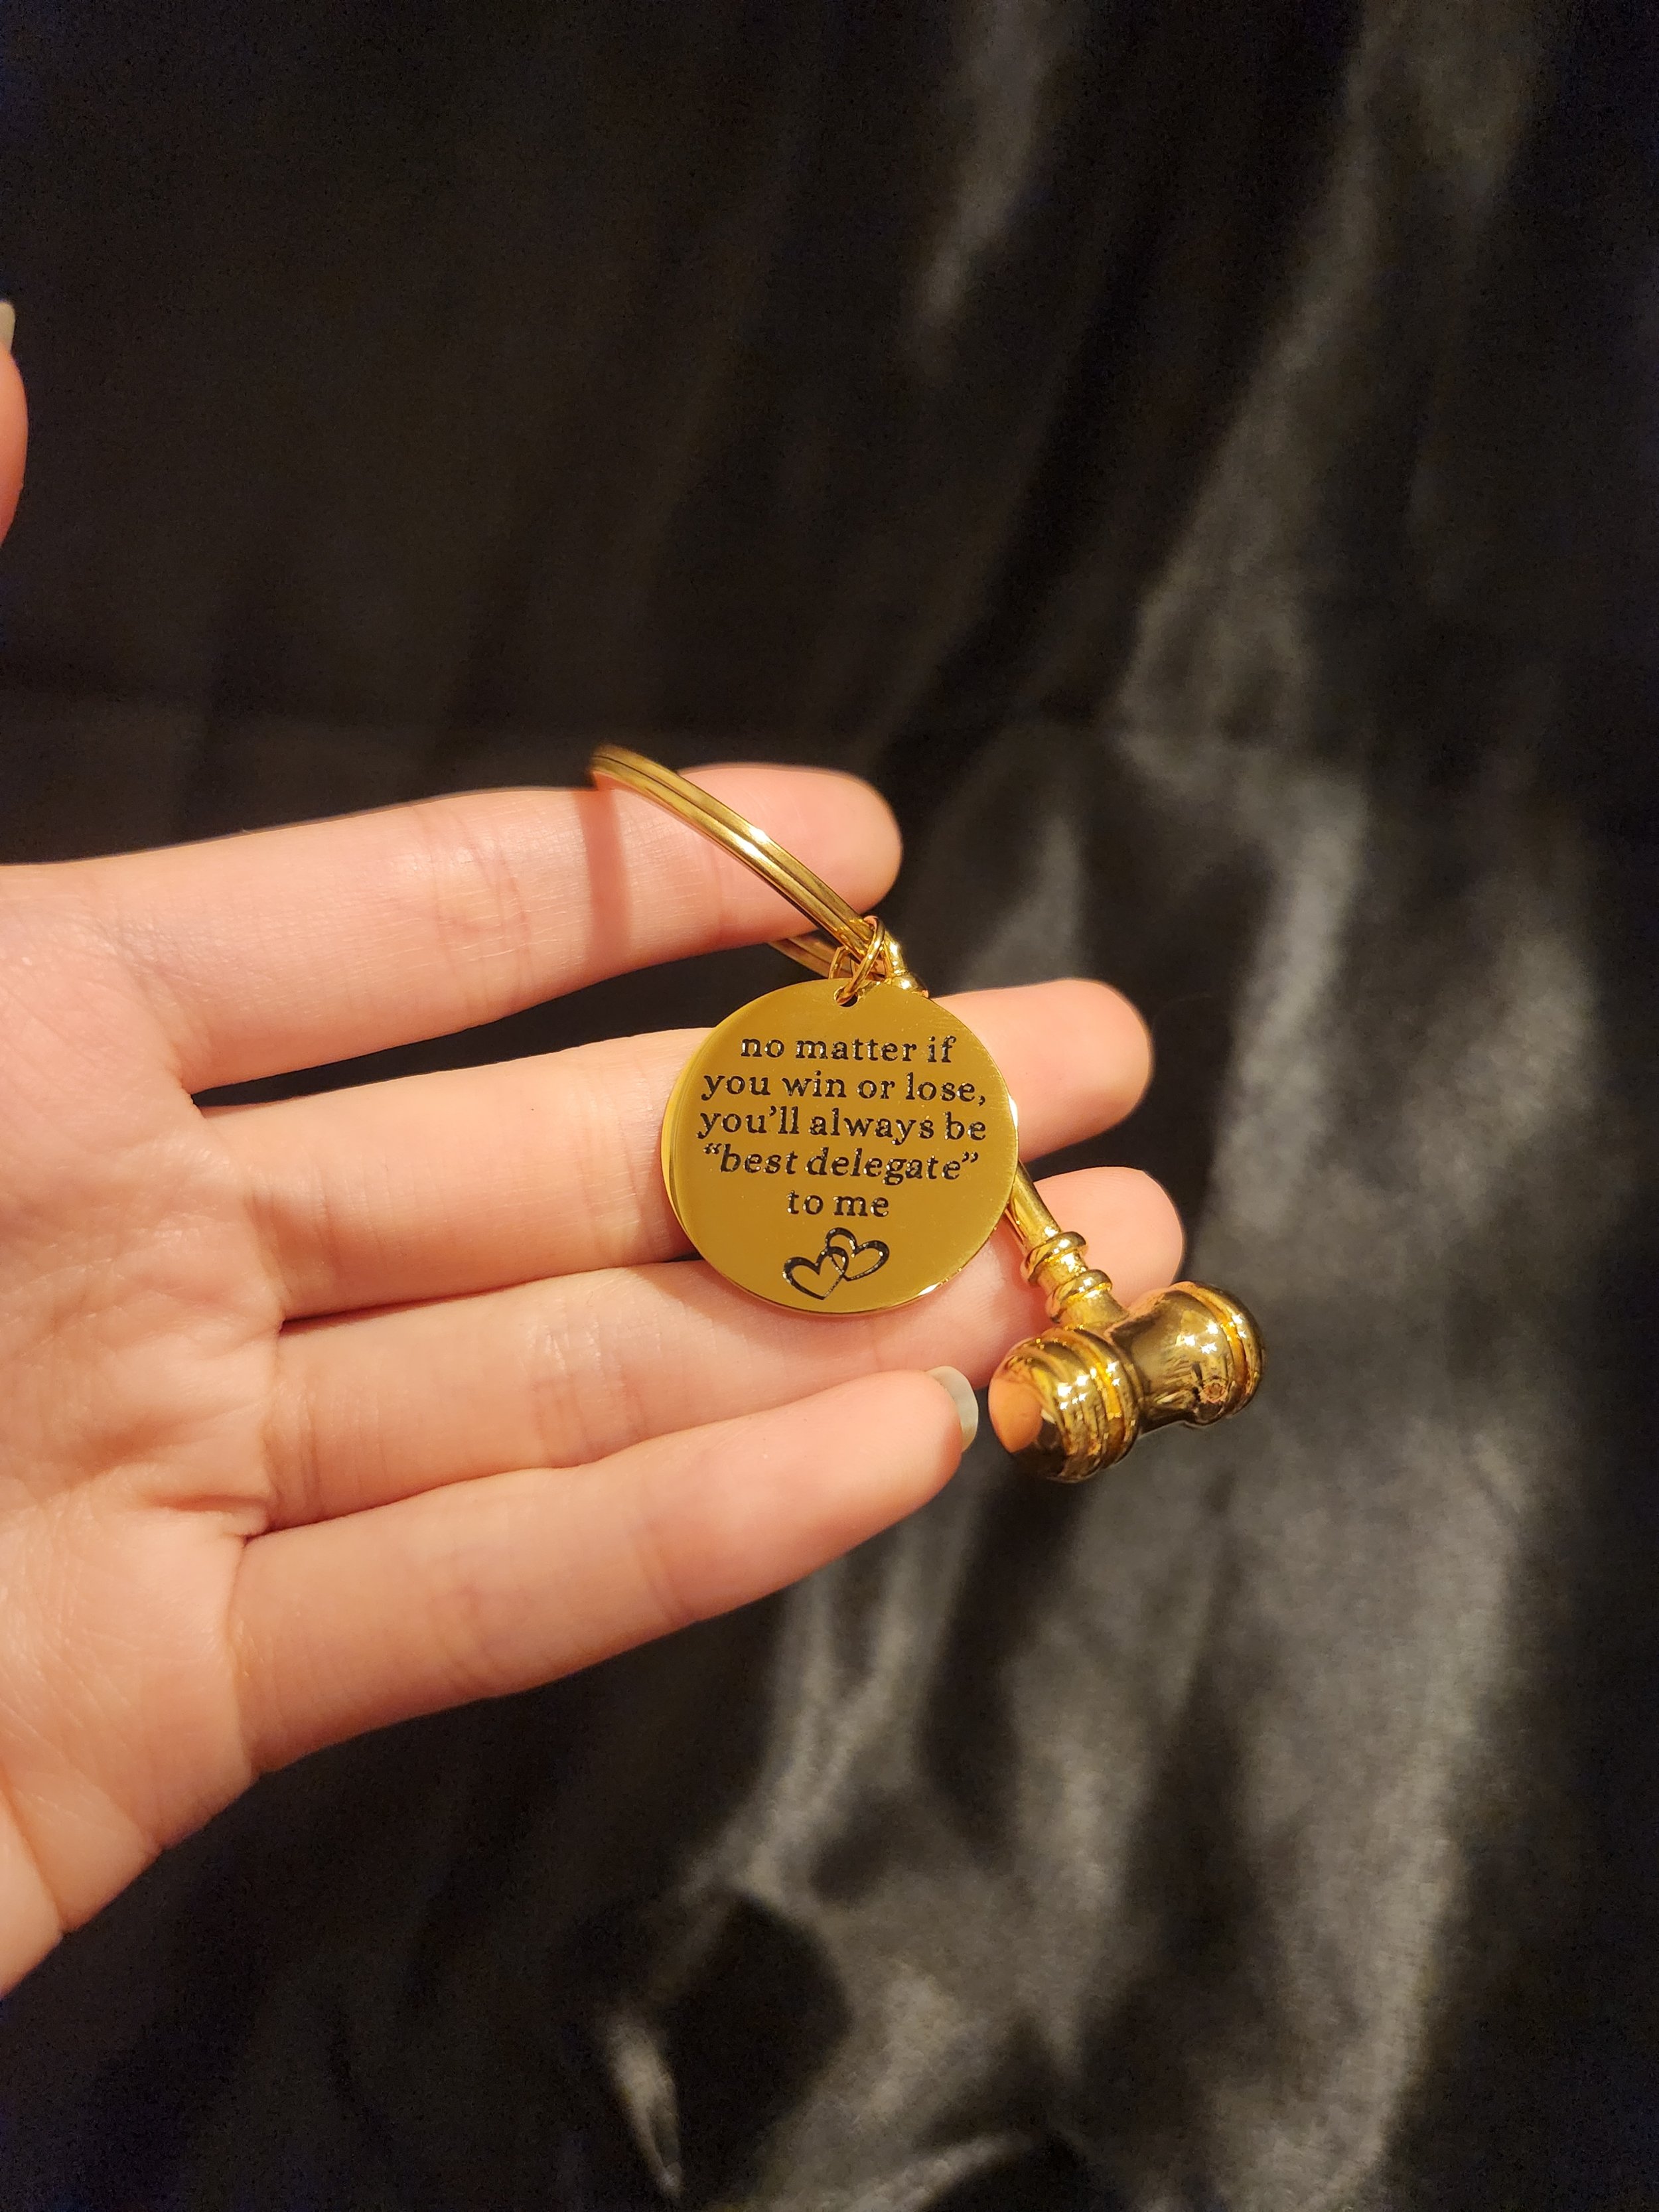 no matter if
you win or lose,
you'll always be
“best delegate”
to me